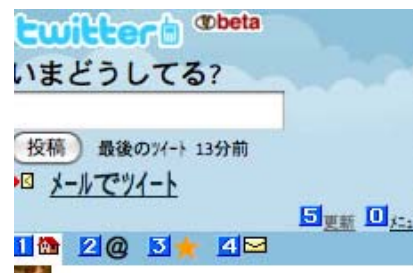 twitter beta
いまどうしてる?
投稿 最後のﾂｲｰﾄ 13分前
メールでツイート
5更新 0ﾒﾆｭ
1 2@ 3 4